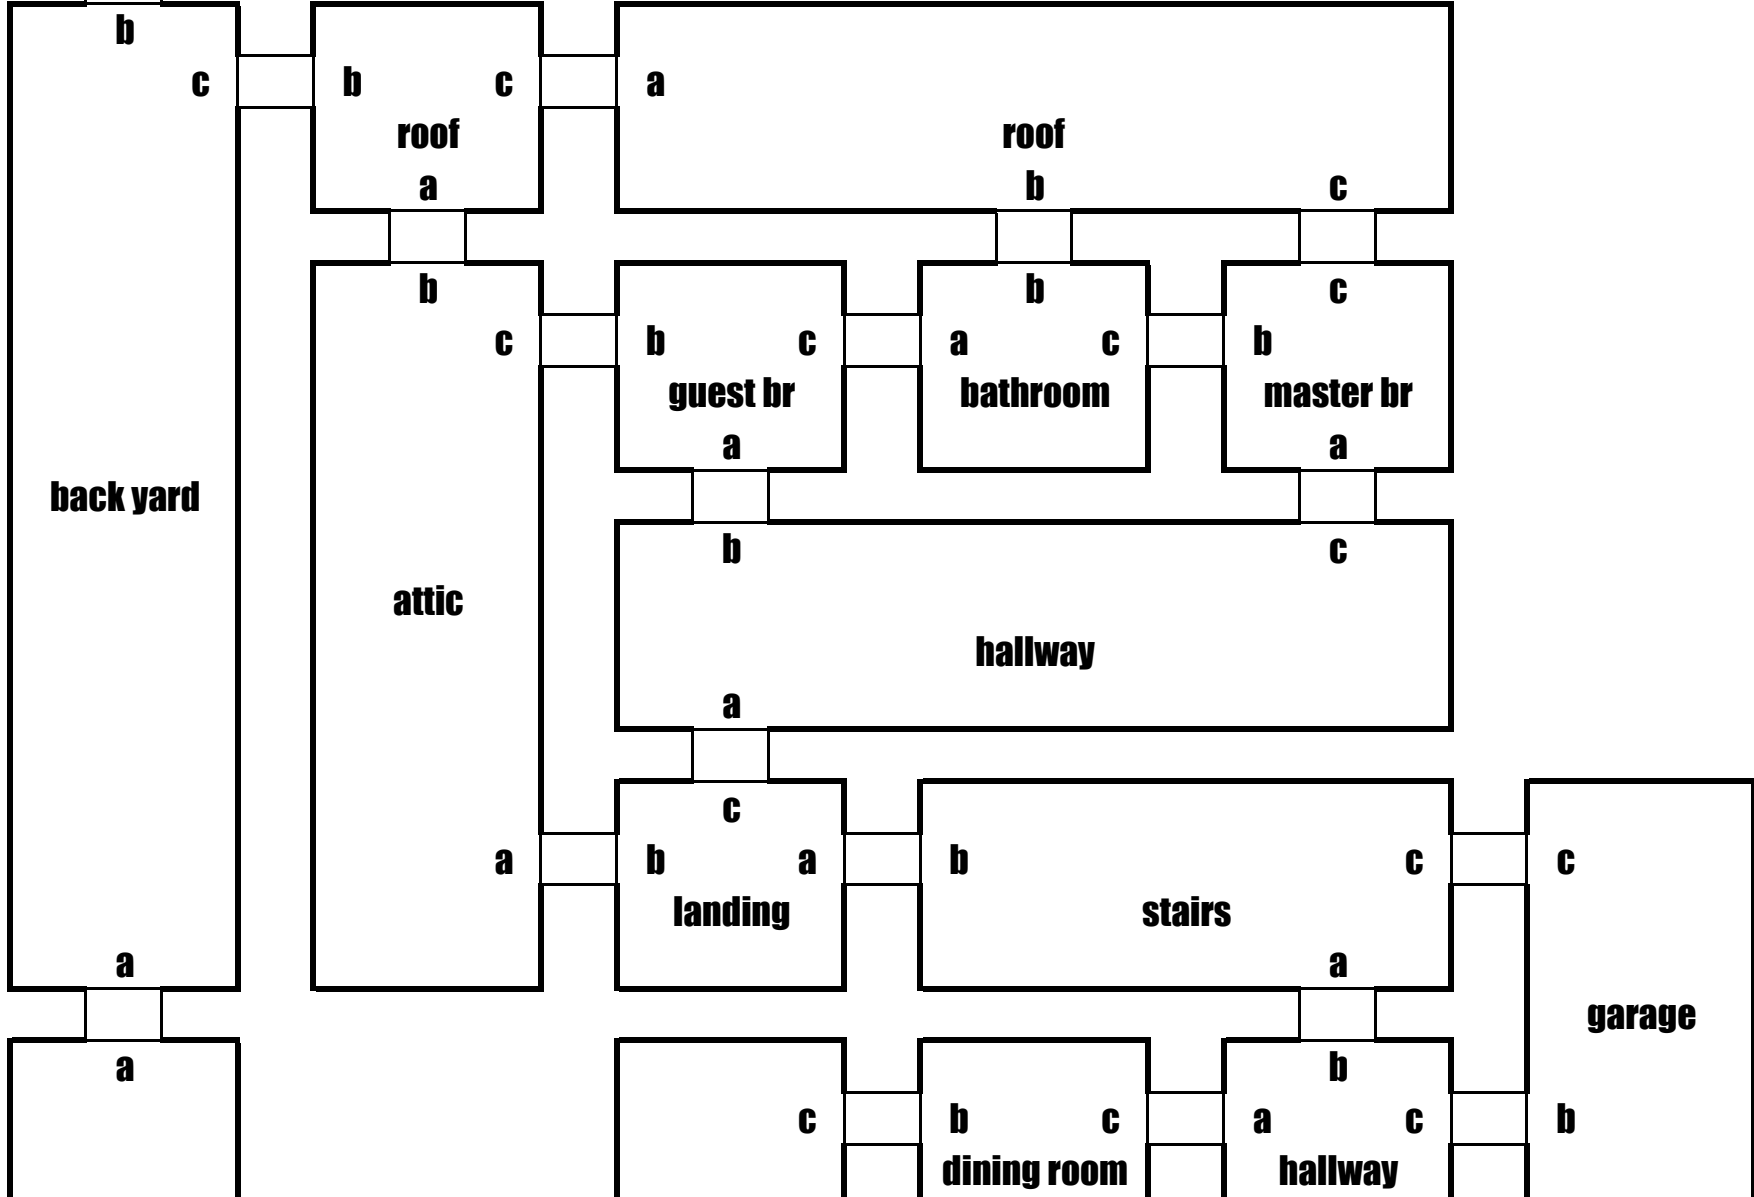 b
c b c a
roof roof
a b c
b b c
c b c a c b
guest br bathroom master br
a a
back yard
b c
attic
hallway
a
c
a b a b c c
landing stairs
a a
garage
a b
c b c a c b
dining room hallway